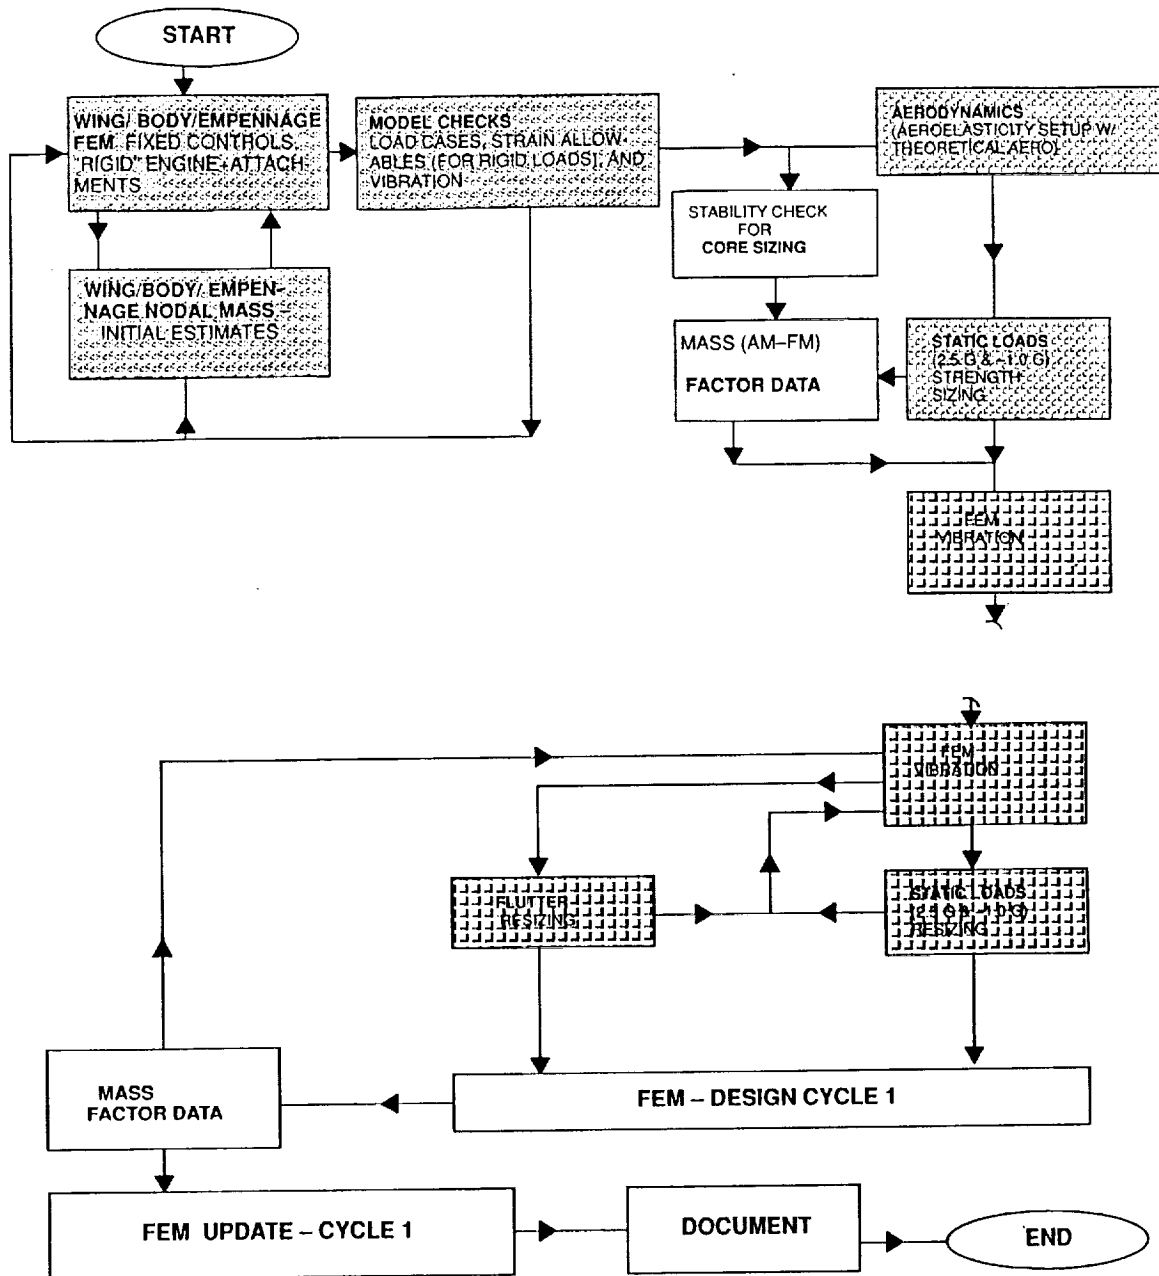 START
WING/ BODY/EMPENNAGE
FEM FIXED CONTROLS,
"RIGID" ENGINE ATTACH
MENTS
MODEL CHECKS
LOAD CASES, STRAIN ALLOW-
ABLES (FOR RIGID LOADS), AND
VIBRATION
AERODYNAMICS
(AEROELASTICITY SETUP W/
THEORETICAL AERO)
STABILITY CHECK
FOR
CORE SIZING
WING/BODY/ EMPEN-
NAGE NODAL MASS –
INITIAL ESTIMATES
MASS (AM–FM)
FACTOR DATA
STATIC LOADS
(2.5 G & –1.0 G)
STRENGTH
SIZING
FEM
VIBRATION
FEM
VIBRATION
FLUTTER
RESIZING
STATIC LOADS
(2.5 G & –1.0 G)
RESIZING
MASS
FACTOR DATA
FEM – DESIGN CYCLE 1
FEM UPDATE – CYCLE 1
DOCUMENT
END